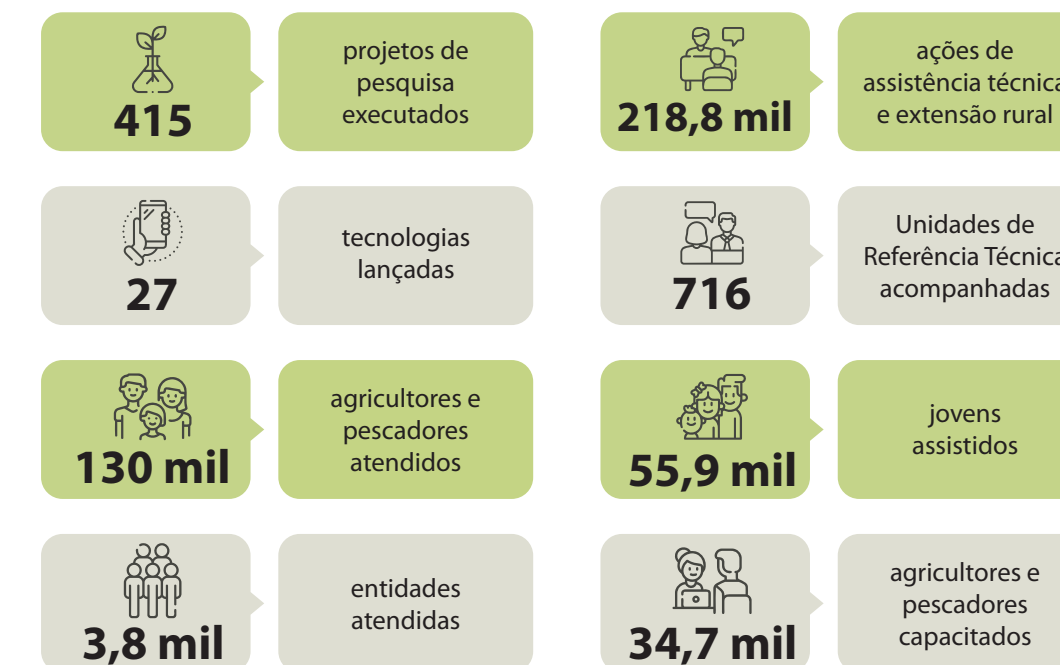 415
projetos de
pesquisa
executados
218,8 mil
ações de
assistência técnica
e extensão rural
27
tecnologias
lançadas
716
Unidades de
Referência Técnica
acompanhadas
130 mil
agricultores e
pescadores
atendidos
55,9 mil
jovens
assistidos
3,8 mil
entidades
atendidas
34,7 mil
agricultores e
pescadores
capacitados